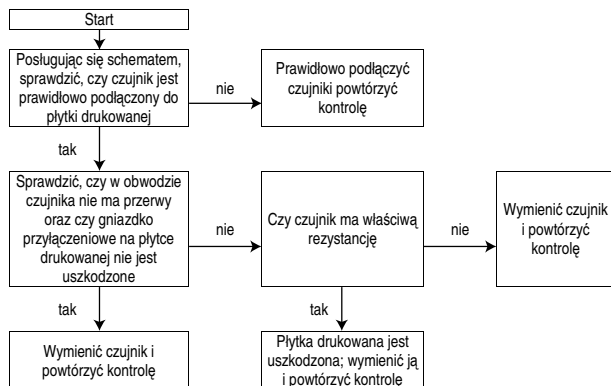 Start
Posługując się schematem,
sprawdzić, czy czujnik jest
prawidłowo podłączony do
płytki drukowanej
nie
Prawidłowo podłączyć
czujniki powtórzyć
kontrolę
tak
Sprawdzić, czy w obwodzie
czujnika nie ma przerwy
oraz czy gniazdko
przyłączeniowe na płytce
drukowanej nie jest
uszkodzone
nie
Czy czujnik ma właściwą
rezystancję
nie
Wymienić czujnik
i powtórzyć
kontrolę
tak
tak
Wymienić czujnik i
powtórzyć kontrolę
Płytka drukowana jest
uszkodzona; wymienić ją
i powtórzyć kontrole